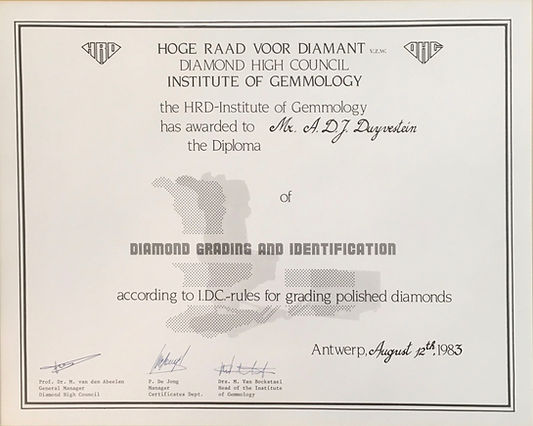 HRD
DHC
HOGE RAAD VOOR DIAMANT v.z.w.
DIAMOND HIGH COUNCIL
INSTITUTE OF GEMMOLOGY
the HRD-Institute of Gemmology
has awarded to Mr. A.D.J. Duyvestein
the Diploma
of
DIAMOND GRADING AND IDENTIFICATION
according to I.D.C.-rules for grading polished diamonds
Antwerp, August 12th, 1983
Prof. Dr. M. van den Abeelen
General Manager
Diamond High Council
P. De Jong
Manager
Certificates Dept.
Drs. M. Van Bockstael
Head of the Institute
of Gemmology